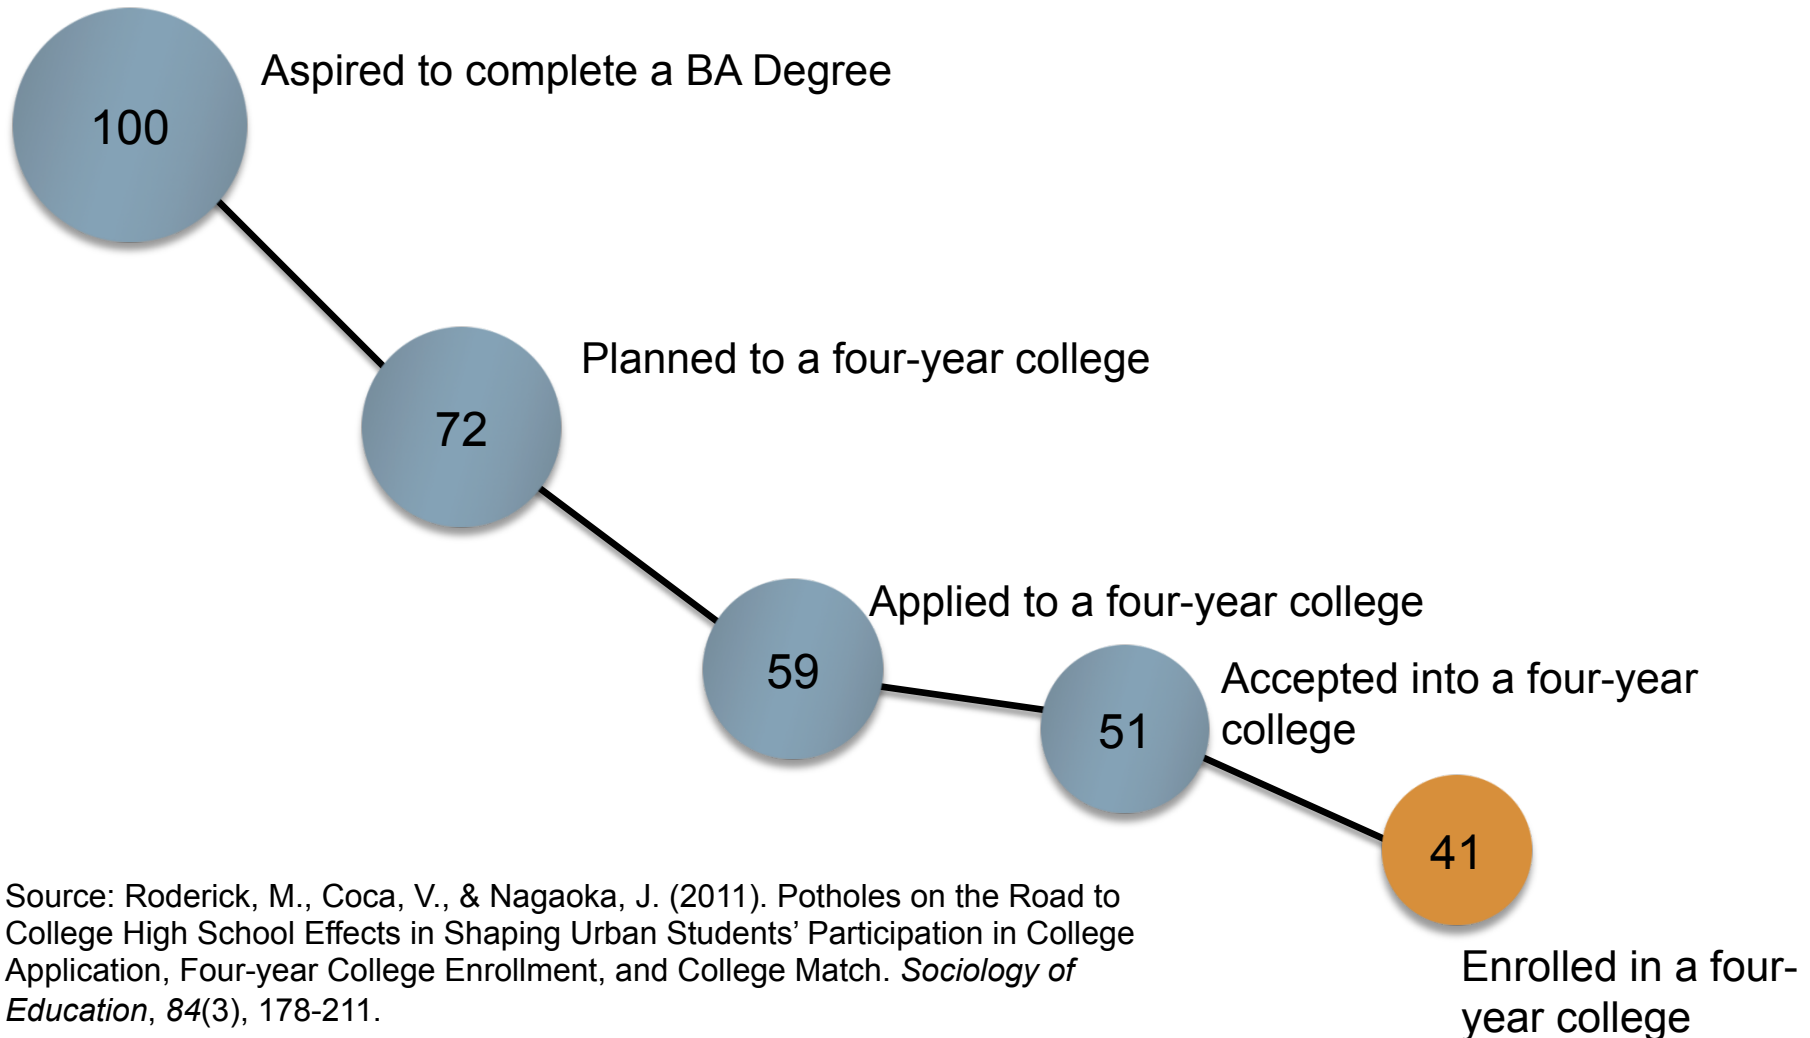 Aspired to complete a BA Degree
100
Planned to a four-year college
72
Applied to a four-year college
59
Accepted into a four-year
college
51
41
Enrolled in a four-
year college
Source: Roderick, M., Coca, V., & Nagaoka, J. (2011). Potholes on the Road to
College High School Effects in Shaping Urban Students’ Participation in College
Application, Four-year College Enrollment, and College Match. Sociology of
Education, 84(3), 178-211.